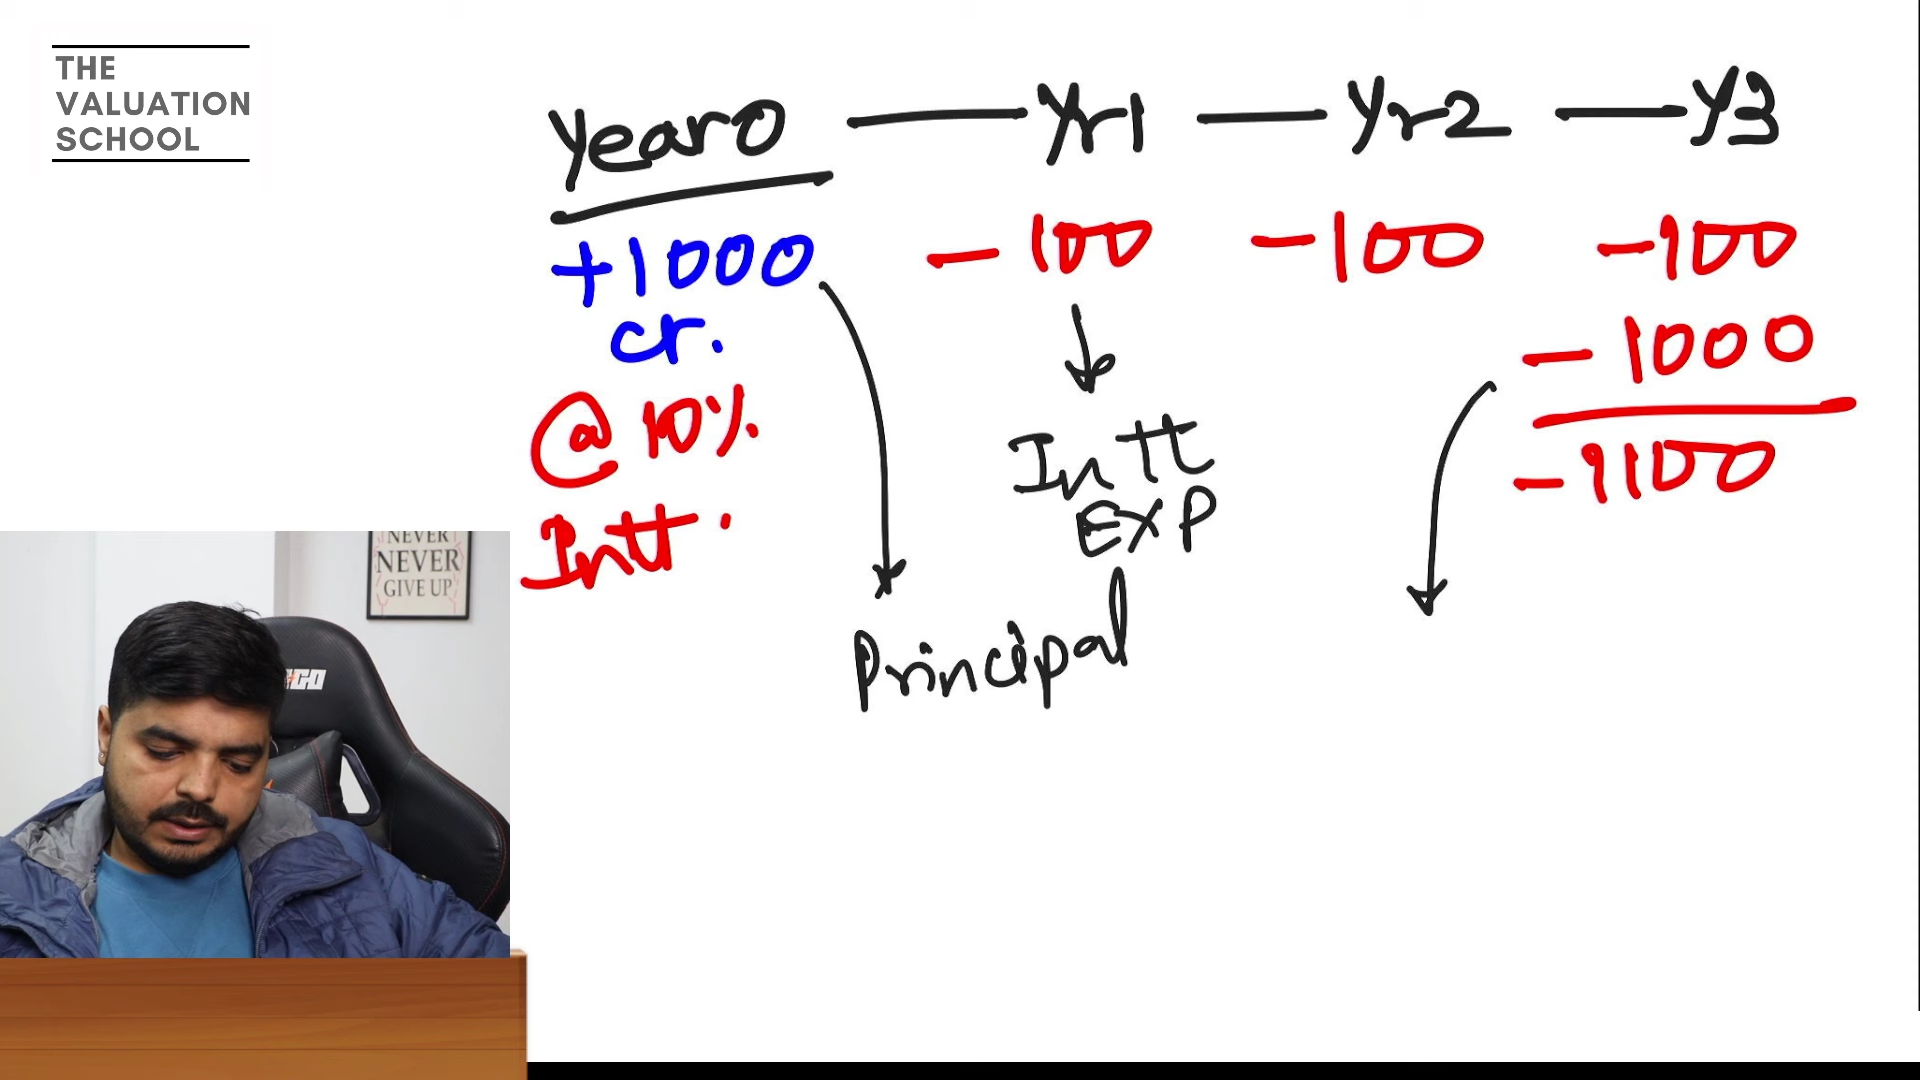 THE
VALUATION
SCHOOL
Year0 — Yr1 — Yr2 — Y3
+1000 -100 -100 -100
cr. -1000
@ 10% -1100
Intt. Intt
EXP
Principal
NEVER
NEVER
GIVE UP